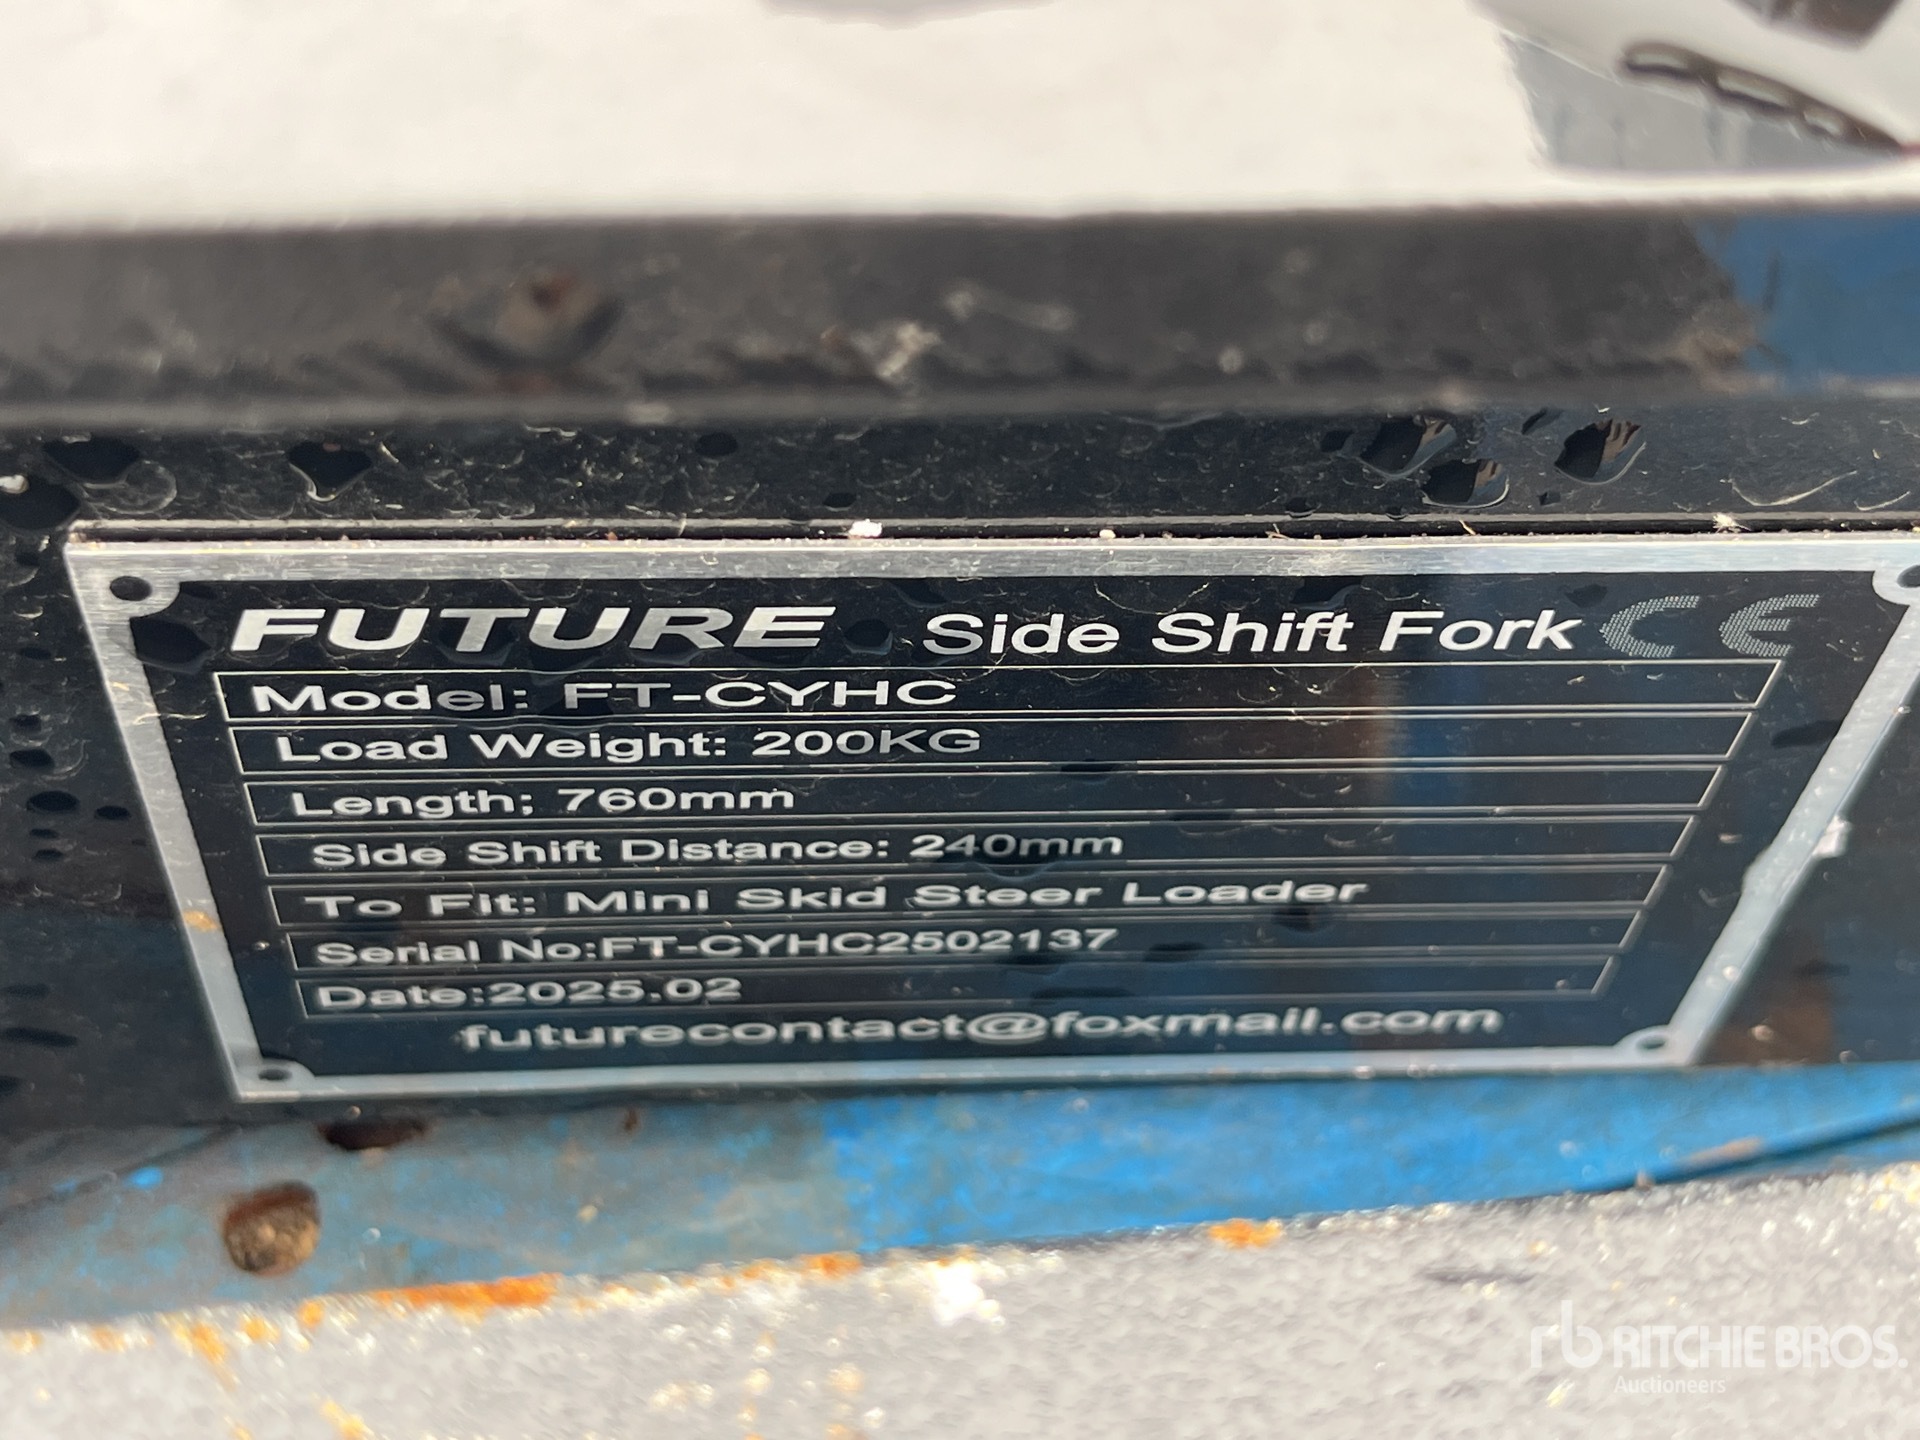 FUTURE Side Shift Fork CE
Model: FT-CYHC
Load Weight: 200KG
Length; 760mm
Side Shift Distance: 240mm
To Fit: Mini Skid Steer Loader
Serial No:FT-CYHC2502137
Date:2025.02
futurecontact@foxmail.com
rb RITCHIE BROS.
Auctioneers